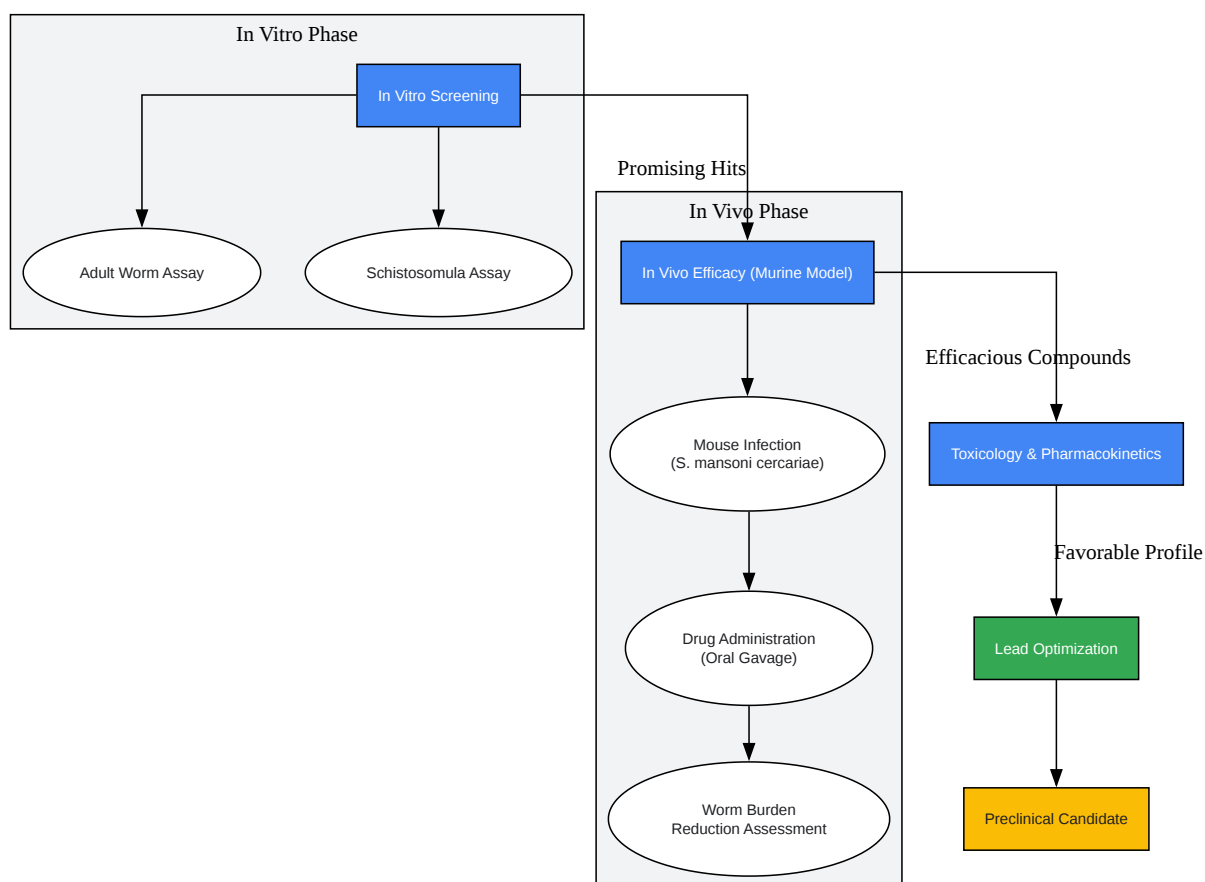 In Vitro Phase
In Vitro Screening
Adult Worm Assay
Schistosomula Assay
Promising Hits
In Vivo Phase
In Vivo Efficacy (Murine Model)
Mouse Infection
(S. mansoni cercariae)
Drug Administration
(Oral Gavage)
Worm Burden
Reduction Assessment
Efficacious Compounds
Toxicology & Pharmacokinetics
Favorable Profile
Lead Optimization
Preclinical Candidate